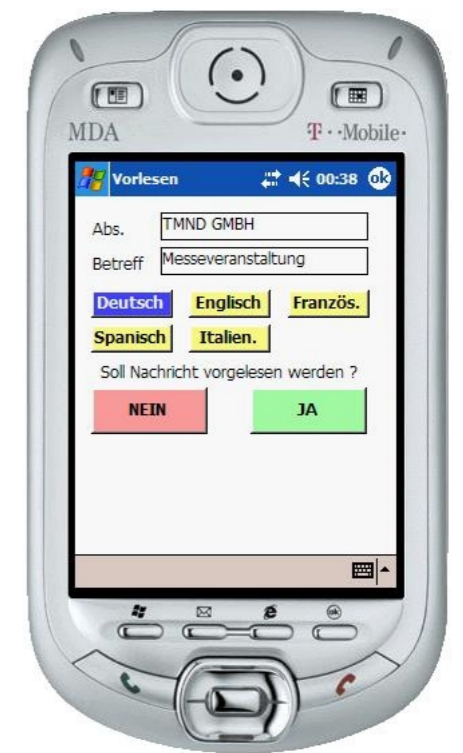 MDA
T··Mobile·
Vorlesen 00:38 ok
Abs. TMND GMBH
Betreff Messeveranstaltung
Deutsch Englisch Französ.
Spanisch Italien.
Soll Nachricht vorgelesen werden ?
NEIN JA
ok